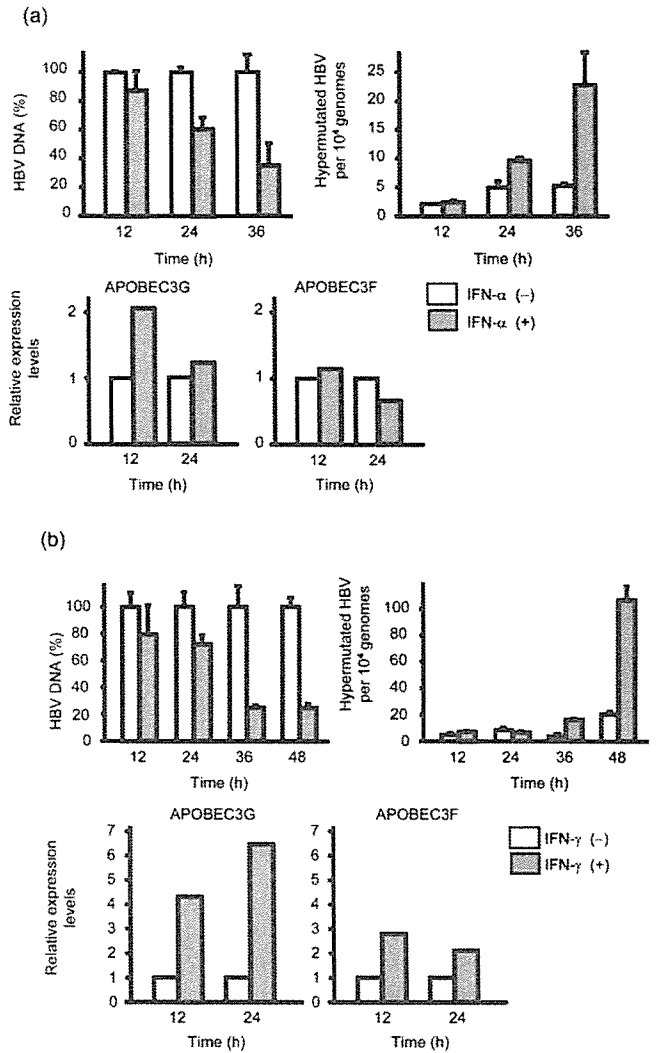 (a)
HBV DNA (%)
100
80
60
40
20
0
12 24 36
Time (h)
Hypermutated HBV
per 10⁴ genomes
25
20
15
10
5
0
12 24 36
Time (h)
APOBEC3G
Relative expression
levels
2
1
0
12 24
Time (h)
APOBEC3F
2
1
0
12 24
Time (h)
IFN-α (−)
IFN-α (+)
(b)
HBV DNA (%)
100
80
60
40
20
0
12 24 36 48
Time (h)
Hypermutated HBV
per 10⁴ genomes
100
80
60
40
20
0
12 24 36 48
Time (h)
APOBEC3G
Relative expression
levels
7
6
5
4
3
2
1
0
12 24
Time (h)
APOBEC3F
7
6
5
4
3
2
1
0
12 24
Time (h)
IFN-γ (−)
IFN-γ (+)